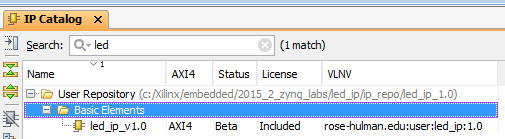 IP Catalog
Search: led (1 match)
Name 1 AXI4 Status License VLNV
User Repository (c:/Xilinx/embedded/2015_2_zynq_labs/led_ip/ip_repo/led_ip_1.0)
Basic Elements
led_ip_v1.0 AXI4 Beta Included rose-hulman.edu:user:led_ip:1.0